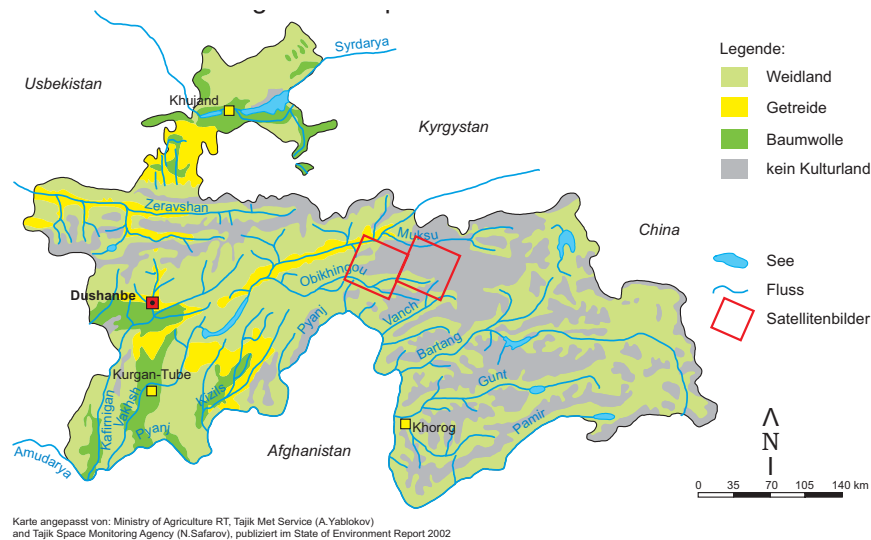 Syrdarya
Usbekistan
Khujand
Kyrgystan
Zeravshan
Muksu
China
Obikhingou
Dushanbe
Vanch
Pyanj
Bartang
Kurgan-Tube
Gunt
Kizils
Kafirnigan
Vakhsh
Khorog
Pamir
Pyanj
Afghanistan
Amudarya
Legende:
Weidland
Getreide
Baumwolle
kein Kulturland
See
Fluss
Satellitenbilder
N
0 35 70 105 140 km
Karte angepasst von: Ministry of Agriculture RT, Tajik Met Service (A.Yablokov)
and Tajik Space Monitoring Agency (N.Safarov), publiziert im State of Environment Report 2002